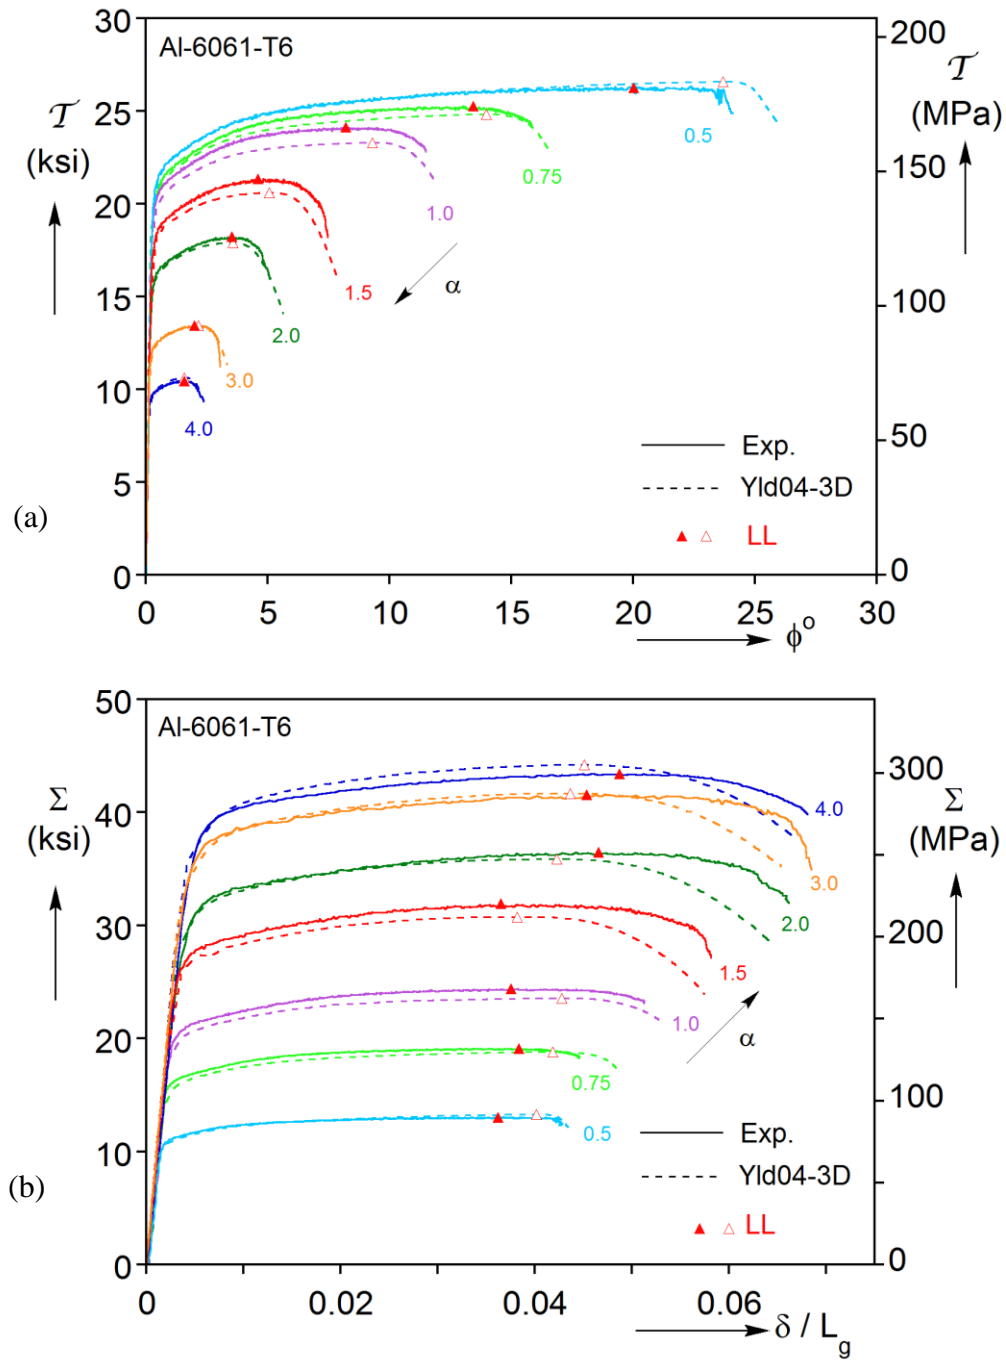 30
Al-6061-T6
200
𝒯
(ksi)
𝒯
(MPa)
25
0.5
0.75
150
1.0
20
1.5
α
15
2.0
100
3.0
10
4.0
50
Exp.
5
Yld04-3D
(a)
LL
0
0
0 5 10 15 20 25 30
ϕ°
50
Al-6061-T6
300
Σ
(ksi)
Σ
(MPa)
40
4.0
3.0
2.0
30
200
1.5
1.0
α
20
0.75
100
0.5
Exp.
10
Yld04-3D
(b)
LL
0
0
0 0.02 0.04 0.06
δ / Lg